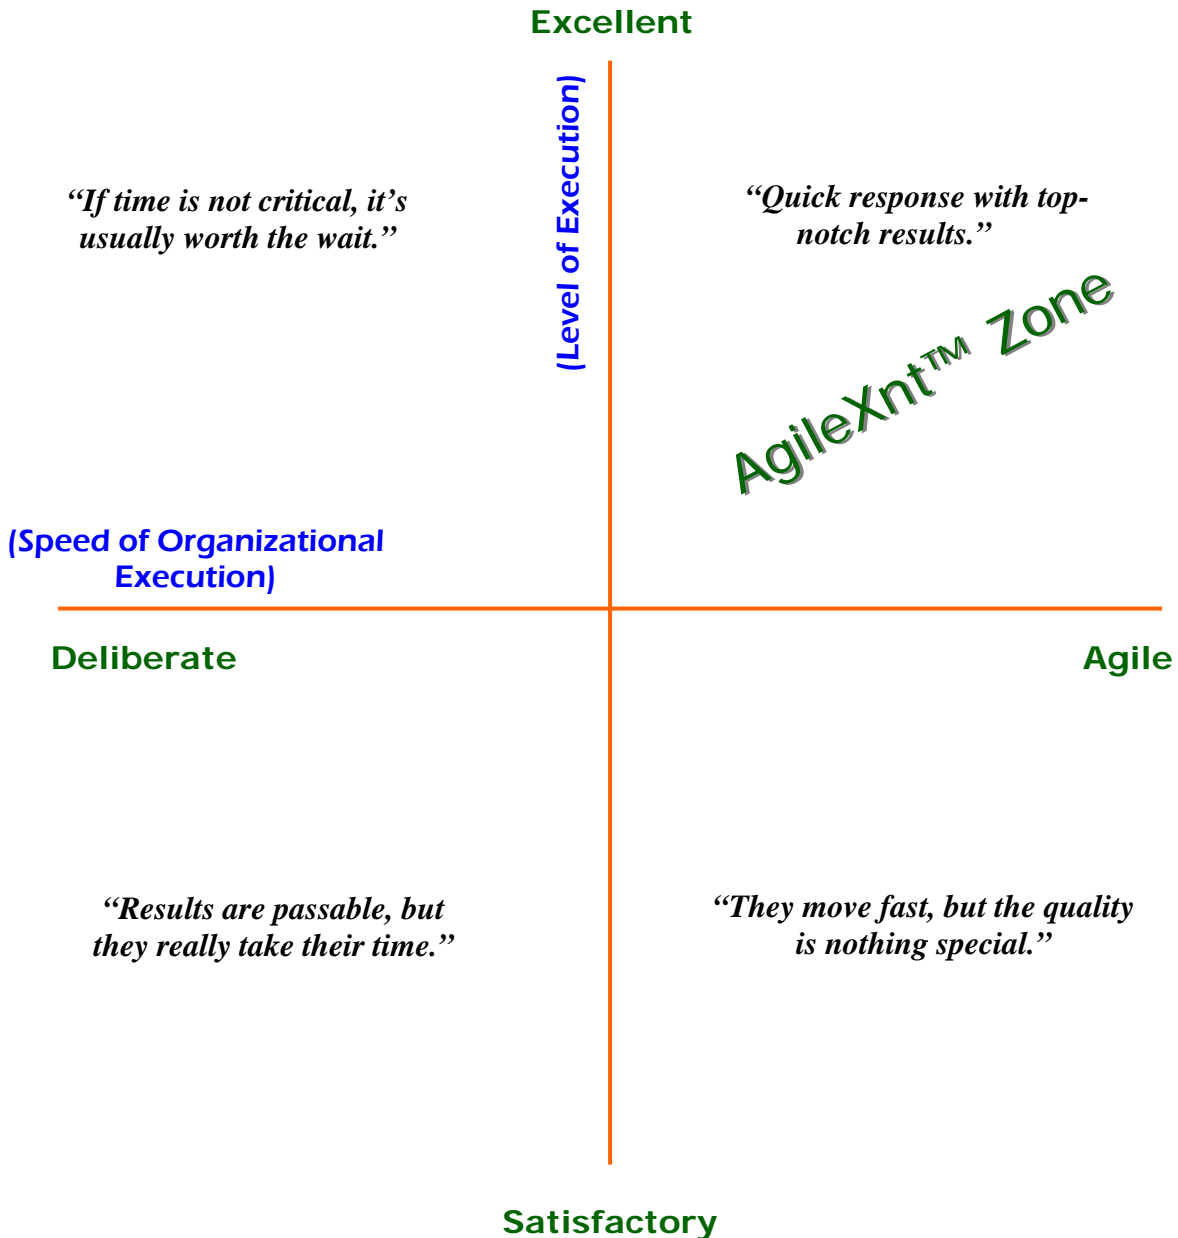 Excellent
(Level of Execution)
“If time is not critical, it’s
usually worth the wait.”
“Quick response with top-
notch results.”
AgileXnt™ Zone
(Speed of Organizational
Execution)
Deliberate
Agile
“Results are passable, but
they really take their time.”
“They move fast, but the quality
is nothing special.”
Satisfactory